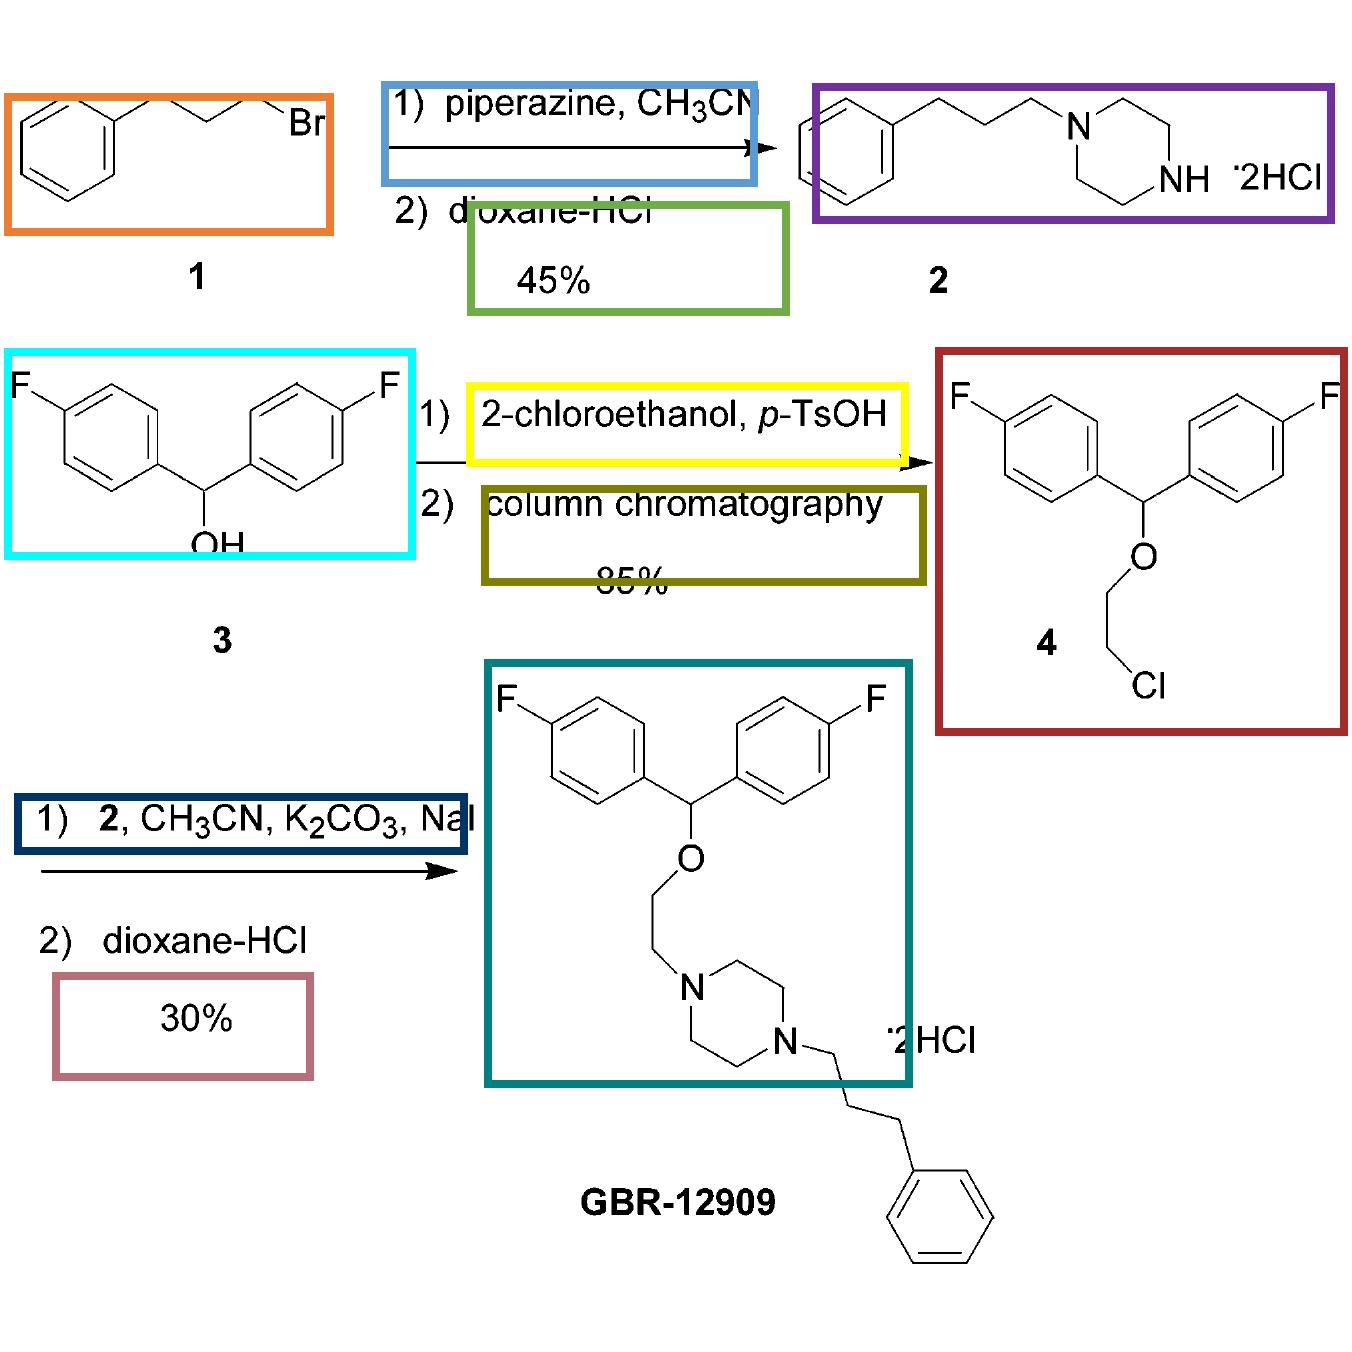 Br
1) piperazine, CH3CN
2) dioxane-HCl
45%
N
NH
·2HCl
1
2
F
F
OH
1) 2-chloroethanol, p-TsOH
2) column chromatography
85%
F
F
O
Cl
3
4
1) 2, CH3CN, K2CO3, NaI
2) dioxane-HCl
30%
F
F
O
N
N
·2HCl
GBR-12909